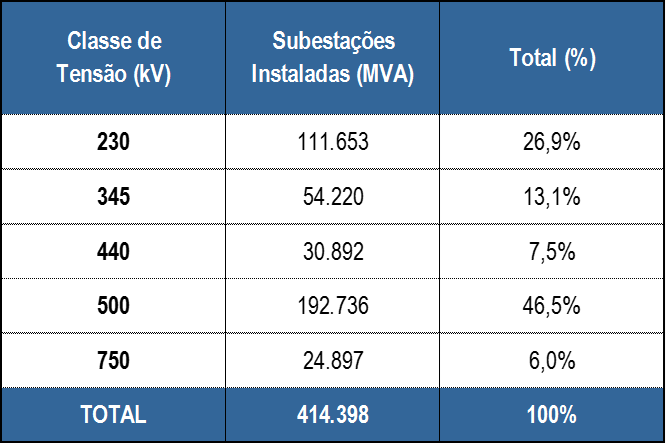 Classe de
Tensão (kV)
Subestações
Instaladas (MVA)
Total (%)
230 111.653 26,9%
345 54.220 13,1%
440 30.892 7,5%
500 192.736 46,5%
750 24.897 6,0%
TOTAL 414.398 100%